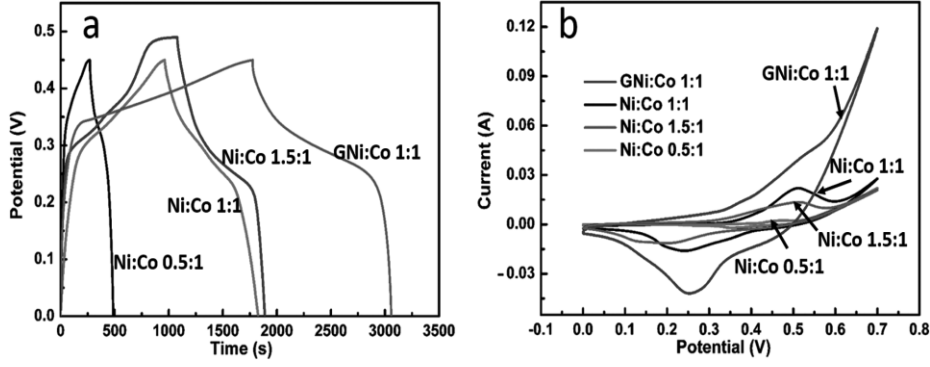 a
Potential (V)
0.5
0.4
0.3
0.2
0.1
0.0
0
500
1000
1500
2000
2500
3000
3500
Time (s)
Ni:Co 1.5:1
GNi:Co 1:1
Ni:Co 1:1
Ni:Co 0.5:1
b
Current (A)
0.12
0.09
0.06
0.03
0.00
-0.03
-0.1
0.0
0.1
0.2
0.3
0.4
0.5
0.6
0.7
0.8
Potential (V)
GNi:Co 1:1
Ni:Co 1:1
Ni:Co 1.5:1
Ni:Co 0.5:1
GNi:Co 1:1
Ni:Co 1:1
Ni:Co 1.5:1
Ni:Co 0.5:1